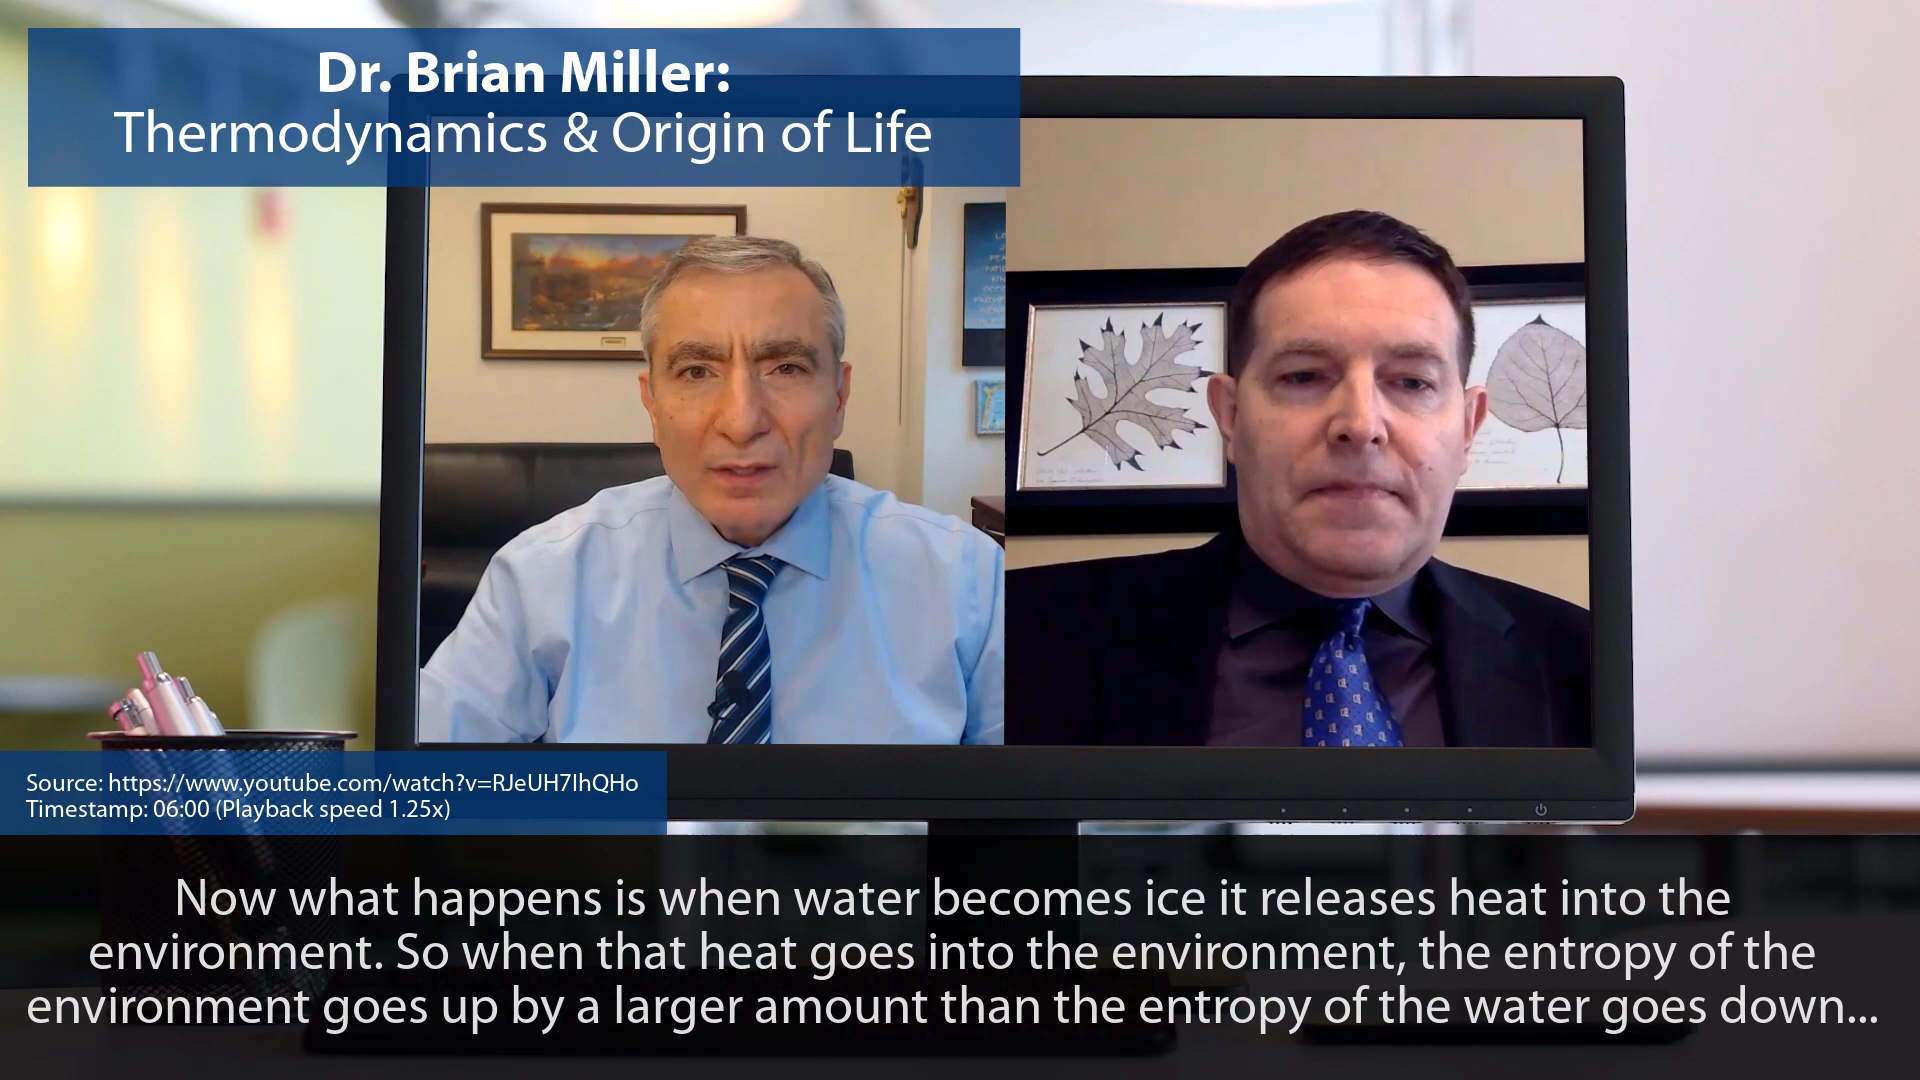 Dr. Brian Miller:
Thermodynamics & Origin of Life
Source: https://www.youtube.com/watch?v=RJeUH7IhQHo
Timestamp: 06:00 (Playback speed 1.25x)
Now what happens is when water becomes ice it releases heat into the
environment. So when that heat goes into the environment, the entropy of the
environment goes up by a larger amount than the entropy of the water goes down...